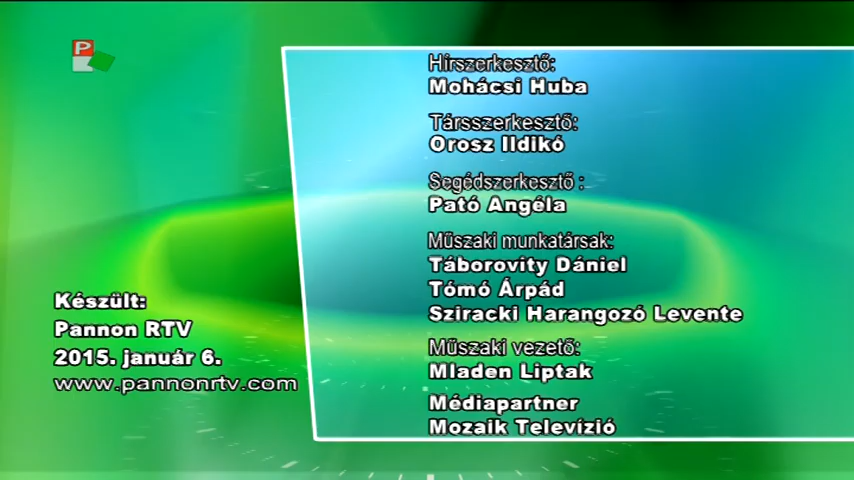 P
Hírszerkesztő:
Mohácsi Huba
Társszerkesztő:
Orosz Ildikó
Segédszerkesztő :
Pató Angéla
Műszaki munkatársak:
Táborovity Dániel
Tómó Árpád
Sziracki Harangozó Levente
Műszaki vezető:
Mladen Liptak
Médiapartner
Mozaik Televízió
Készült:
Pannon RTV
2015. január 6.
www.pannonrtv.com